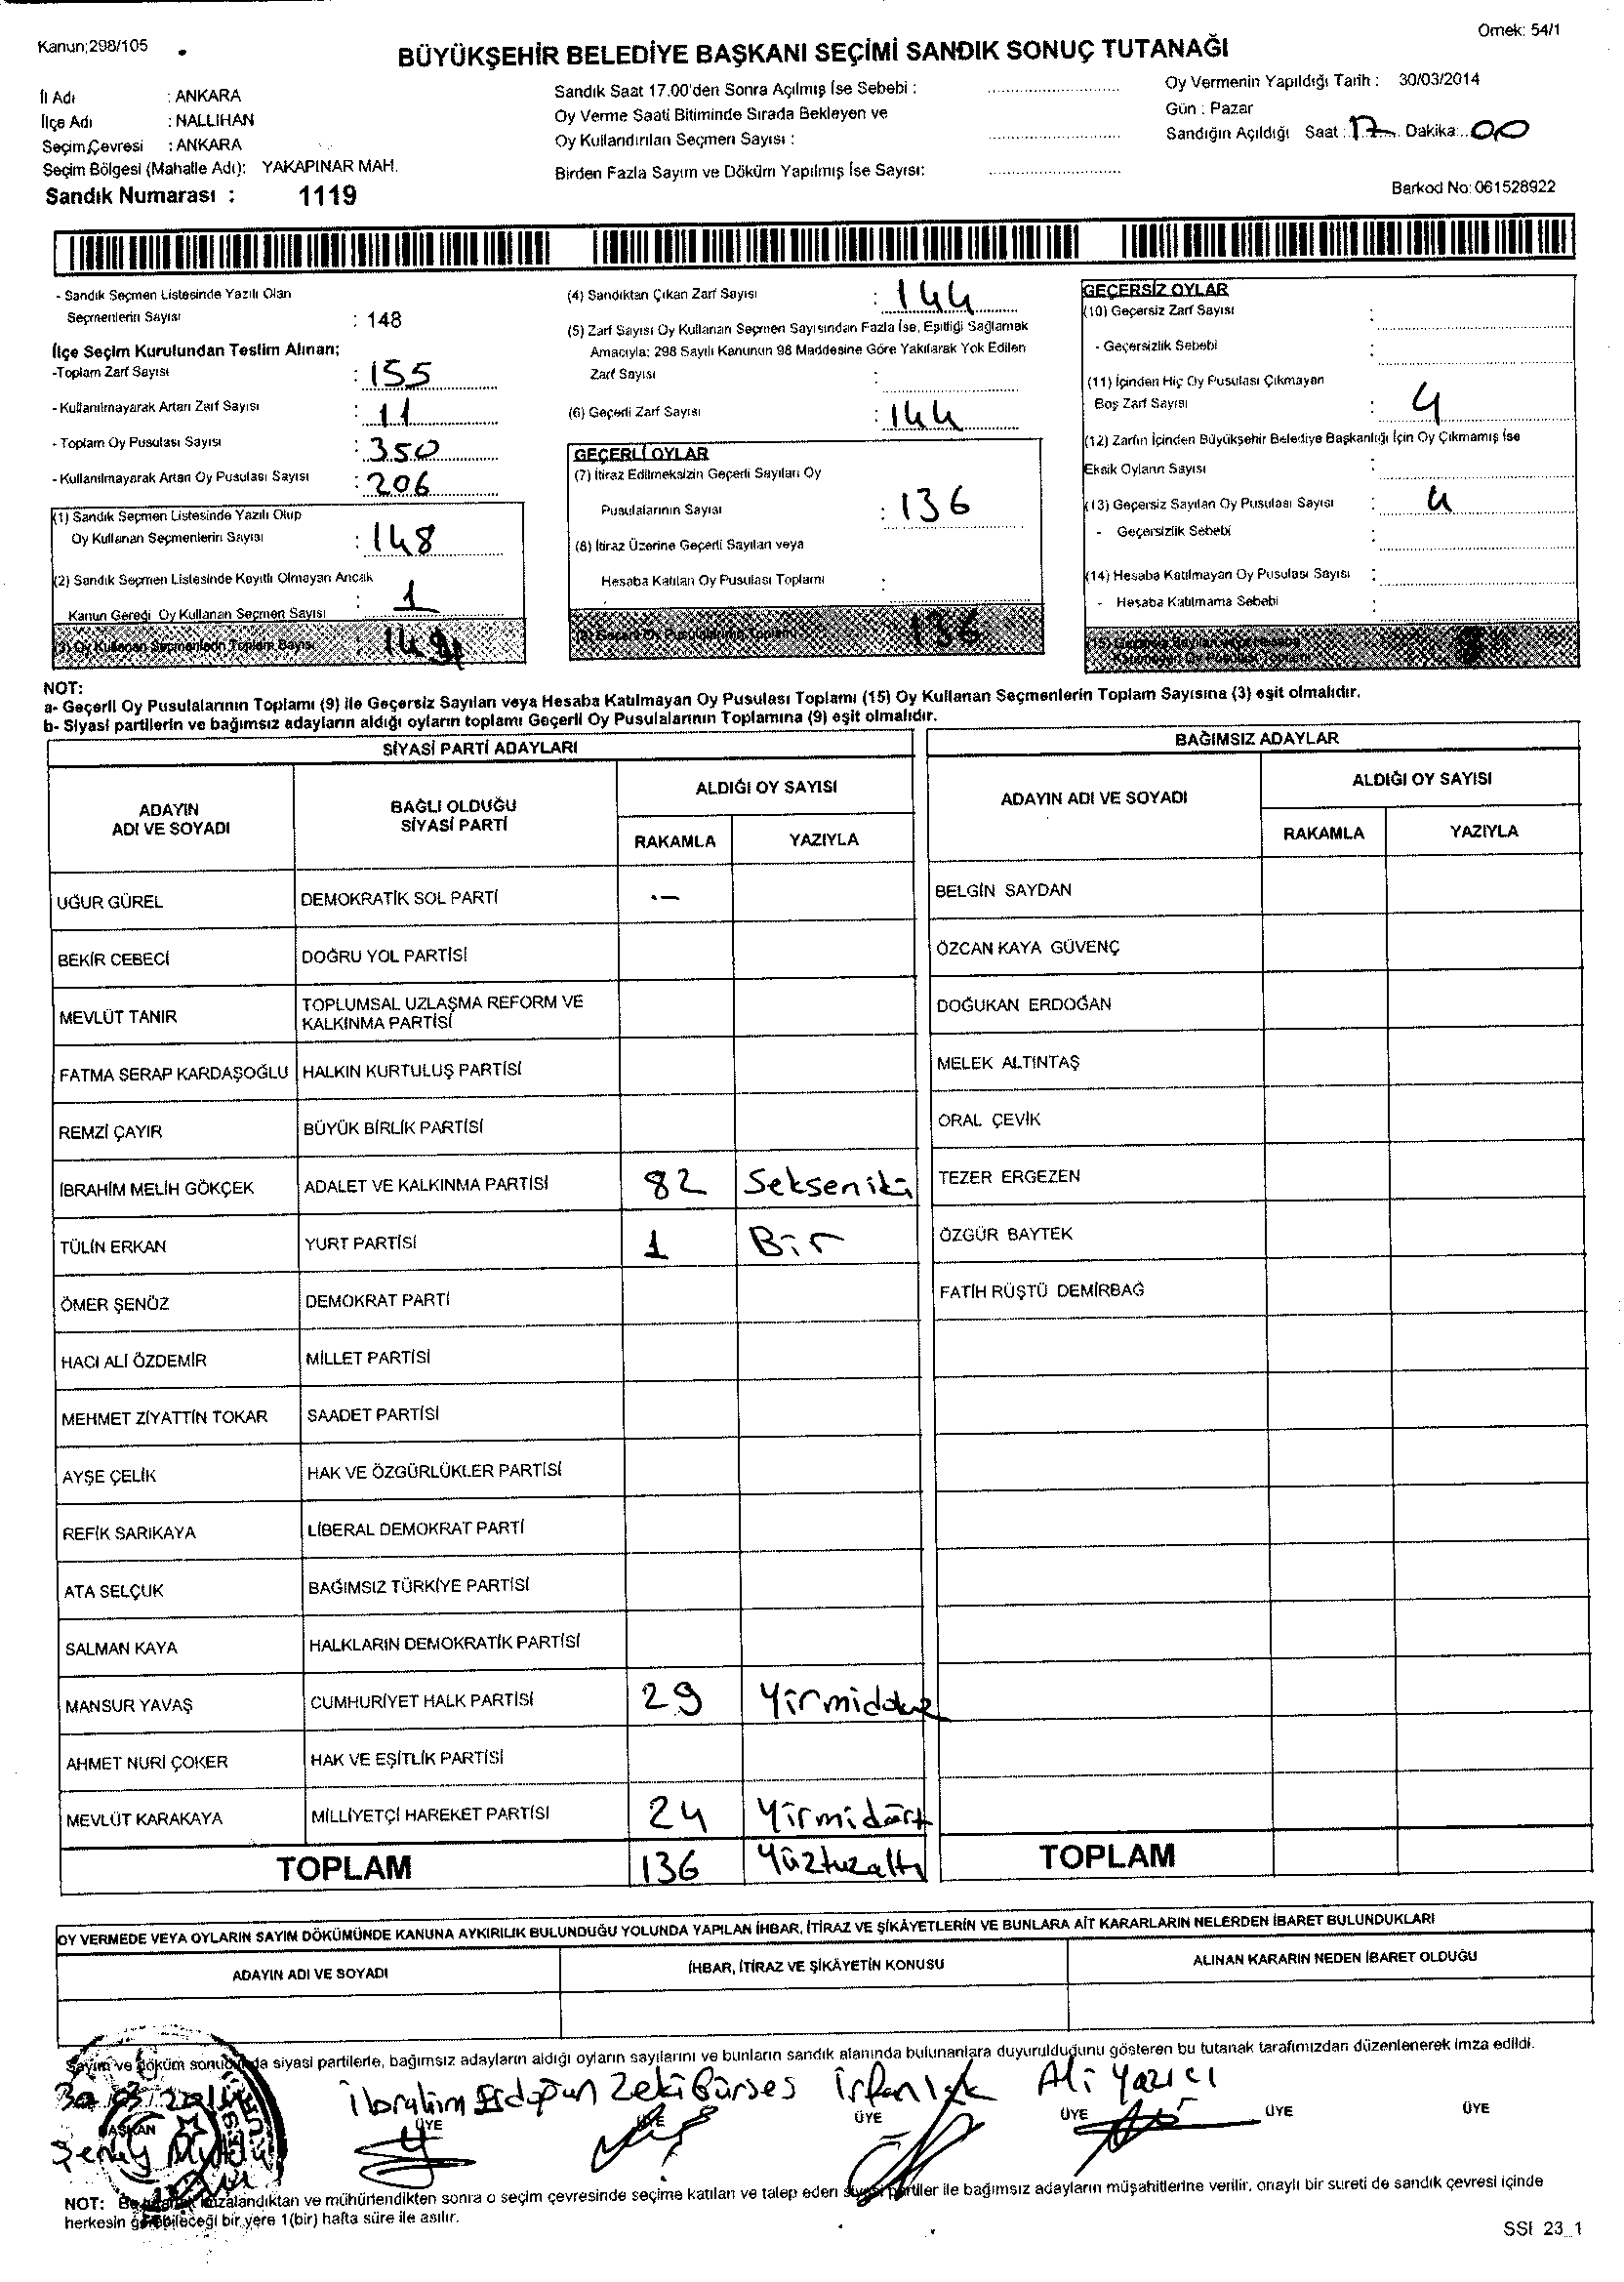 Kanun;298/105
Örnek: 54/1
BÜYÜKŞEHİR BELEDİYE BAŞKANI SEÇİMİ SANDIK SONUÇ TUTANAĞI
İl Adı : ANKARA
İlçe Adı : NALLIHAN
Seçim Çevresi : ANKARA
Seçim Bölgesi (Mahalle Adı): YAKAPINAR MAH.
Sandık Numarası : 1119
Sandık Saat 17.00'den Sonra Açılmış İse Sebebi :
Oy Verme Saati Bitiminde Sırada Bekleyen ve
Oy Kullandırılan Seçmen Sayısı :
Birden Fazla Sayım ve Döküm Yapılmış İse Sayısı:
Oy Vermenin Yapıldığı Tarih : 30/03/2014
Gün : Pazar
Sandığın Açıldığı Saat : 17 Dakika: 00
Barkod No: 061528922
- Sandık Seçmen Listesinde Yazılı Olan
Seçmenlerin Sayısı : 148
İlçe Seçim Kurulundan Teslim Alınan;
-Toplam Zarf Sayısı : 155
- Kullanılmayarak Artan Zarf Sayısı : 11
- Toplam Oy Pusulası Sayısı : 350
- Kullanılmayarak Artan Oy Pusulası Sayısı : 206
(1) Sandık Seçmen Listesinde Yazılı Olup
Oy Kullanan Seçmenlerin Sayısı : 148
(2) Sandık Seçmen Listesinde Kayıtlı Olmayan Ancak
Kanun Gereği Oy Kullanan Seçmen Sayısı : 1
(3) Oy Kullanan Seçmenlerin Toplam Sayısı :
(4) Sandıktan Çıkan Zarf Sayısı : 144
(5) Zarf Sayısı Oy Kullanan Seçmen Sayısından Fazla İse, Eşitliği Sağlamak
Amacıyla: 298 Sayılı Kanunun 98 Maddesine Göre Yakılarak Yok Edilen
Zarf Sayısı :
(6) Geçerli Zarf Sayısı : 144
GEÇERLİ OYLAR
(7) İtiraz Edilmeksizin Geçerli Sayılan Oy
Pusulalarının Sayısı : 136
(8) İtiraz Üzerine Geçerli Sayılan veya
Hesaba Katılan Oy Pusulası Toplamı :
(9) Geçerli Oy Pusulalarının Toplamı 136
GEÇERSİZ OYLAR
(10) Geçersiz Zarf Sayısı :
- Geçersizlik Sebebi :
(11) İçinden Hiç Oy Pusulası Çıkmayan
Boş Zarf Sayısı : 4
(12) Zarfın İçinden Büyükşehir Belediye Başkanlığı İçin Oy Çıkmamış İse
Eksik Oyların Sayısı :
(13) Geçersiz Sayılan Oy Pusulası Sayısı : 4
- Geçersizlik Sebebi :
(14) Hesaba Katılmayan Oy Pusulası Sayısı :
- Hesaba Katılmama Sebebi :
NOT:
a- Geçerli Oy Pusulalarının Toplamı (9) ile Geçersiz Sayılan veya Hesaba Katılmayan Oy Pusulası Toplamı (15) Oy Kullanan Seçmenlerin Toplam Sayısına (3) eşit olmalıdır.
b- Siyasi partilerin ve bağımsız adayların aldığı oyların toplamı Geçerli Oy Pusulalarının Toplamına (9) eşit olmalıdır.
SİYASİ PARTİ ADAYLARI
ADAYIN ADI VE SOYADI
BAĞLI OLDUĞU SİYASİ PARTİ
ALDIĞI OY SAYISI
RAKAMLA YAZIYLA
UĞUR GÜREL DEMOKRATİK SOL PARTİ -
BEKİR CEBECİ DOĞRU YOL PARTİSİ
MEVLÜT TANIR TOPLUMSAL UZLAŞMA REFORM VE KALKINMA PARTİSİ
FATMA SERAP KARDAŞOĞLU HALKIN KURTULUŞ PARTİSİ
REMZİ ÇAYIR BÜYÜK BİRLİK PARTİSİ
İBRAHİM MELİH GÖKÇEK ADALET VE KALKINMA PARTİSİ 82 Sekseniki
TÜLİN ERKAN YURT PARTİSİ 1 Bir
ÖMER ŞENÖZ DEMOKRAT PARTİ
HACI ALİ ÖZDEMİR MİLLET PARTİSİ
MEHMET ZİYATTİN TOKAR SAADET PARTİSİ
AYŞE ÇELİK HAK VE ÖZGÜRLÜKLER PARTİSİ
REFİK SARIKAYA LİBERAL DEMOKRAT PARTİ
ATA SELÇUK BAĞIMSIZ TÜRKİYE PARTİSİ
SALMAN KAYA HALKLARIN DEMOKRATİK PARTİSİ
MANSUR YAVAŞ CUMHURİYET HALK PARTİSİ 29 Yirmidokuz
AHMET NURİ ÇOKER HAK VE EŞİTLİK PARTİSİ
MEVLÜT KARAKAYA MİLLİYETÇİ HAREKET PARTİSİ 24 Yirmidört
TOPLAM 136 Yüztuzaltı
BAĞIMSIZ ADAYLAR
ADAYIN ADI VE SOYADI
ALDIĞI OY SAYISI
RAKAMLA YAZIYLA
BELGİN SAYDAN
ÖZCAN KAYA GÜVENÇ
DOĞUKAN ERDOĞAN
MELEK ALTINTAŞ
ORAL ÇEVİK
TEZER ERGEZEN
ÖZGÜR BAYTEK
FATİH RÜŞTÜ DEMİRBAĞ
TOPLAM
OY VERMEDE VEYA OYLARIN SAYIM DÖKÜMÜNDE KANUNA AYKIRILIK BULUNDUĞU YOLUNDA YAPILAN İHBAR, İTİRAZ VE ŞİKÂYETLERİN VE BUNLARA AİT KARARLARIN NELERDEN İBARET BULUNDUKLARI
ADAYIN ADI VE SOYADI
İHBAR, İTİRAZ VE ŞİKÂYETİN KONUSU
ALINAN KARARIN NEDEN İBARET OLDUĞU
Sayım ve döküm sonucunda siyasi partilerle, bağımsız adayların aldığı oyların sayılarını ve bunların sandık alanında bulunanlara duyurulduğunu gösteren bu tutanak tarafımızdan düzenlenerek imza edildi.
İbrahim Erdoğan Zeki Gürses Ali Yazıcı
BAŞKAN ÜYE ÜYE ÜYE ÜYE ÜYE ÜYE
NOT: Bu tutanak imzalandıktan ve mühürlendikten sonra o seçim çevresinde seçime katılan ve talep eden siyasi partiler ile bağımsız adayların müşahitlerine verilir, onaylı bir sureti de sandık çevresi içinde
herkesin görebileceği bir yere 1(bir) hafta süre ile asılır.
SSI 23_1